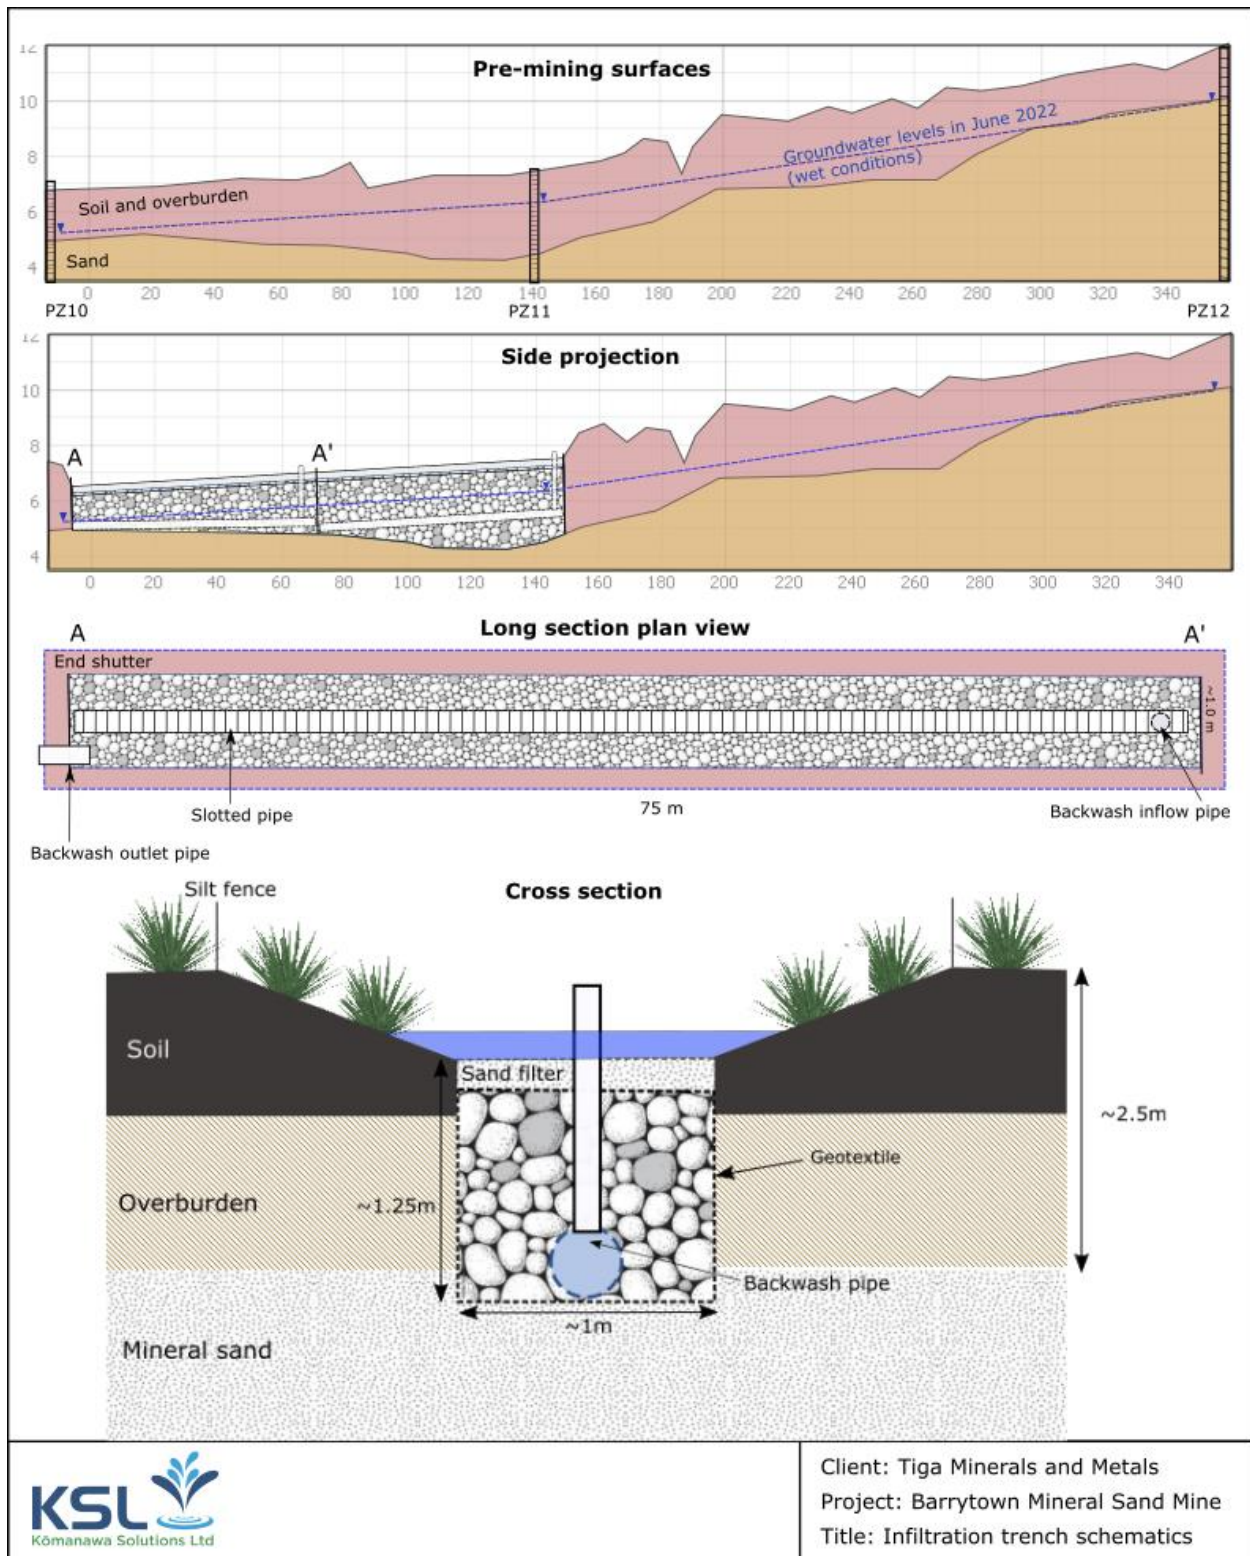 12
Pre-mining surfaces
10
Groundwater levels in June 2022
(wet conditions)
8
Soil and overburden
6
Sand
4
0 20 40 60 80 100 120 140 160 180 200 220 240 260 280 300 320 340
PZ10 PZ11 PZ12
12
Side projection
10
8
A A'
6
4
0 20 40 60 80 100 120 140 160 180 200 220 240 260 280 300 320 340
A Long section plan view A'
End shutter
~1.0 m
Slotted pipe 75 m Backwash inflow pipe
Backwash outlet pipe
Silt fence Cross section
Soil
Sand filter
~2.5m
Geotextile
Overburden ~1.25m
Backwash pipe
~1m
Mineral sand
KSL
Kōmanawa Solutions Ltd
Client: Tiga Minerals and Metals
Project: Barrytown Mineral Sand Mine
Title: Infiltration trench schematics